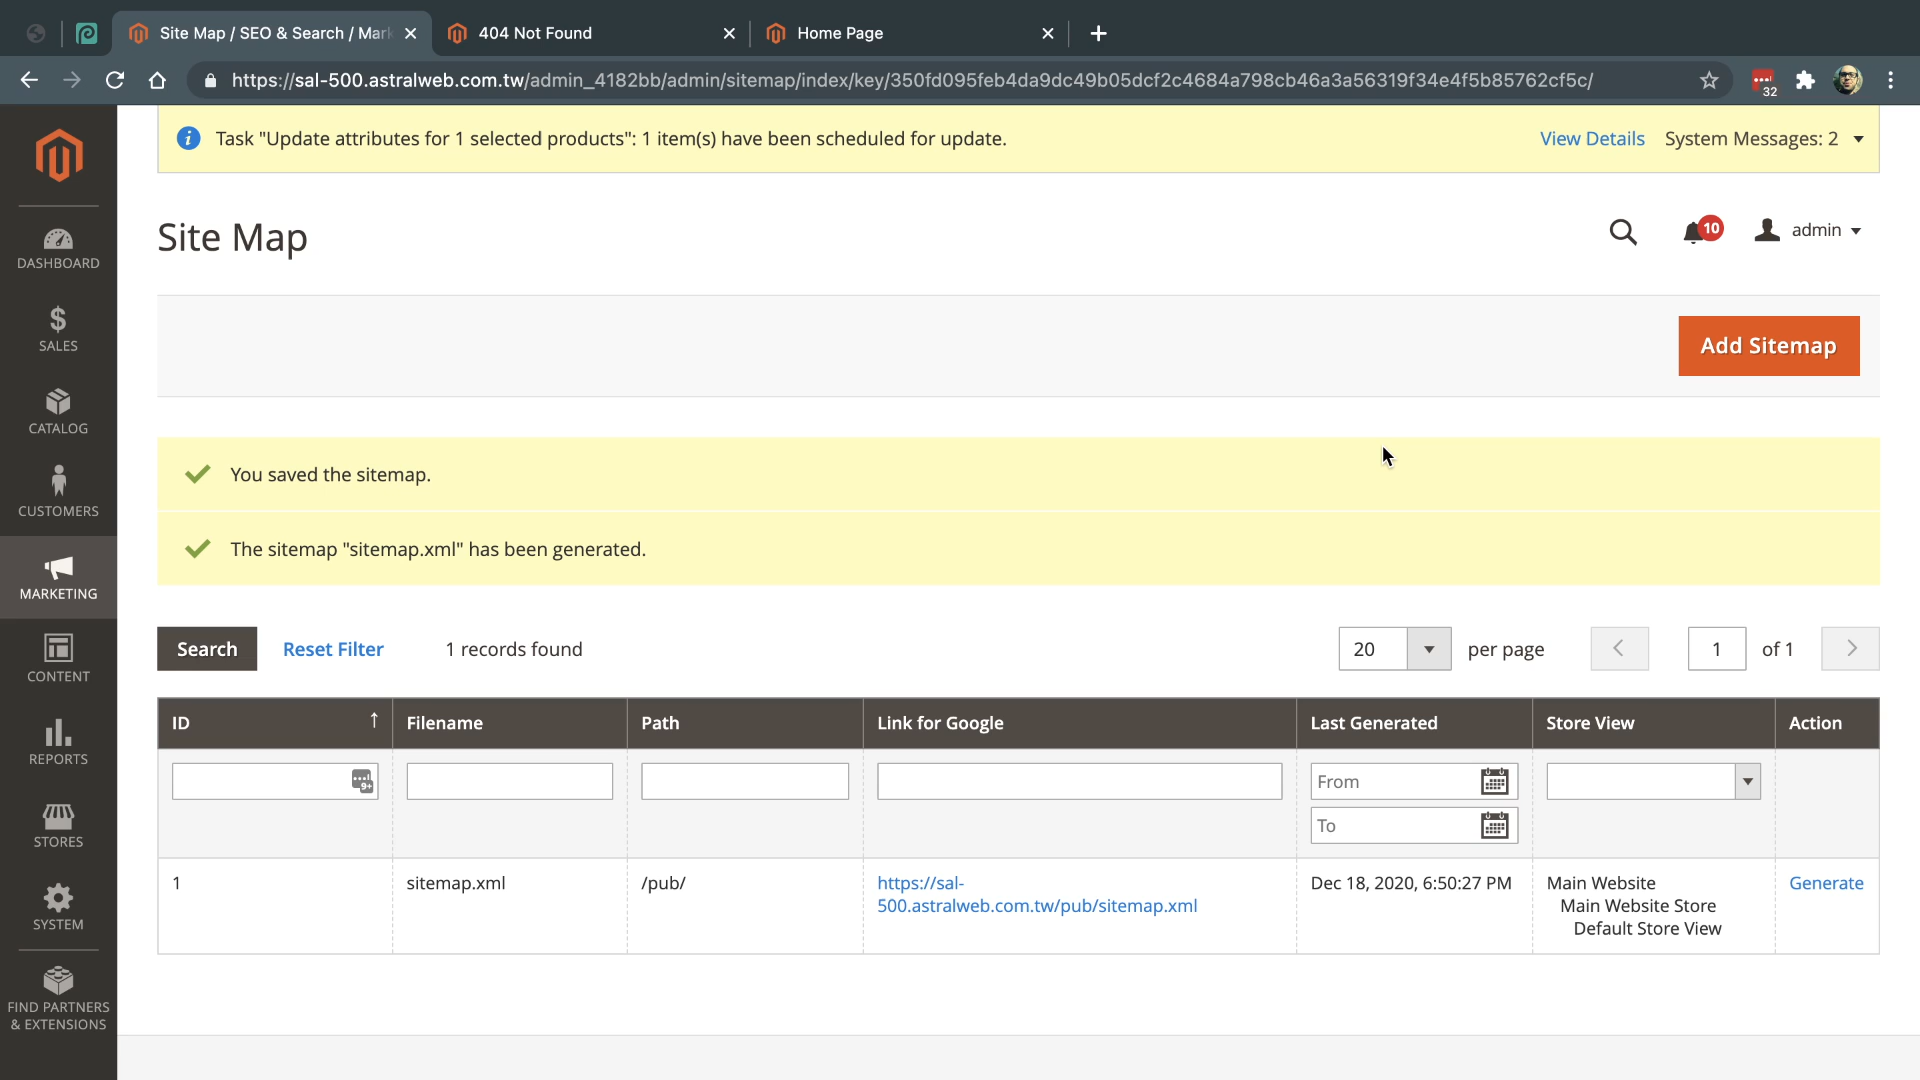 Site Map / SEO & Search / Mark
404 Not Found
Home Page
https://sal-500.astralweb.com.tw/admin_4182bb/admin/sitemap/index/key/350fd095feb4da9dc49b05dcf2c4684a798cb46a3a56319f34e4f5b85762cf5c/
32
Task "Update attributes for 1 selected products": 1 item(s) have been scheduled for update.
View Details
System Messages: 2
Site Map
10
admin
DASHBOARD
SALES
CATALOG
CUSTOMERS
MARKETING
CONTENT
REPORTS
STORES
SYSTEM
FIND PARTNERS
& EXTENSIONS
Add Sitemap
You saved the sitemap.
The sitemap "sitemap.xml" has been generated.
Search
Reset Filter
1 records found
20
per page
1
of 1
ID
Filename
Path
Link for Google
Last Generated
Store View
Action
9+
From
To
1
sitemap.xml
/pub/
https://sal-
500.astralweb.com.tw/pub/sitemap.xml
Dec 18, 2020, 6:50:27 PM
Main Website
Main Website Store
Default Store View
Generate